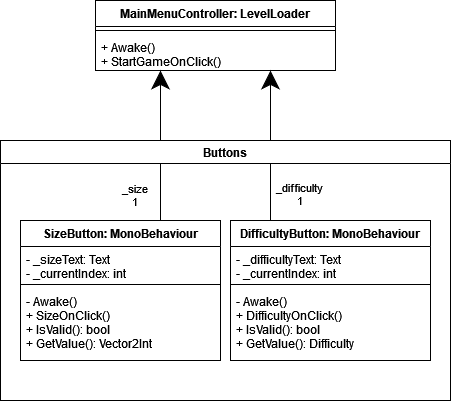 MainMenuController: LevelLoader
+ Awake()
+ StartGameOnClick()
Buttons
_size
1
_difficulty
1
SizeButton: MonoBehaviour
- _sizeText: Text
- _currentIndex: int
- Awake()
+ SizeOnClick()
+ IsValid(): bool
+ GetValue(): Vector2Int
DifficultyButton: MonoBehaviour
- _difficultyText: Text
- _currentIndex: int
- Awake()
+ DifficultyOnClick()
+ IsValid(): bool
+ GetValue(): Difficulty